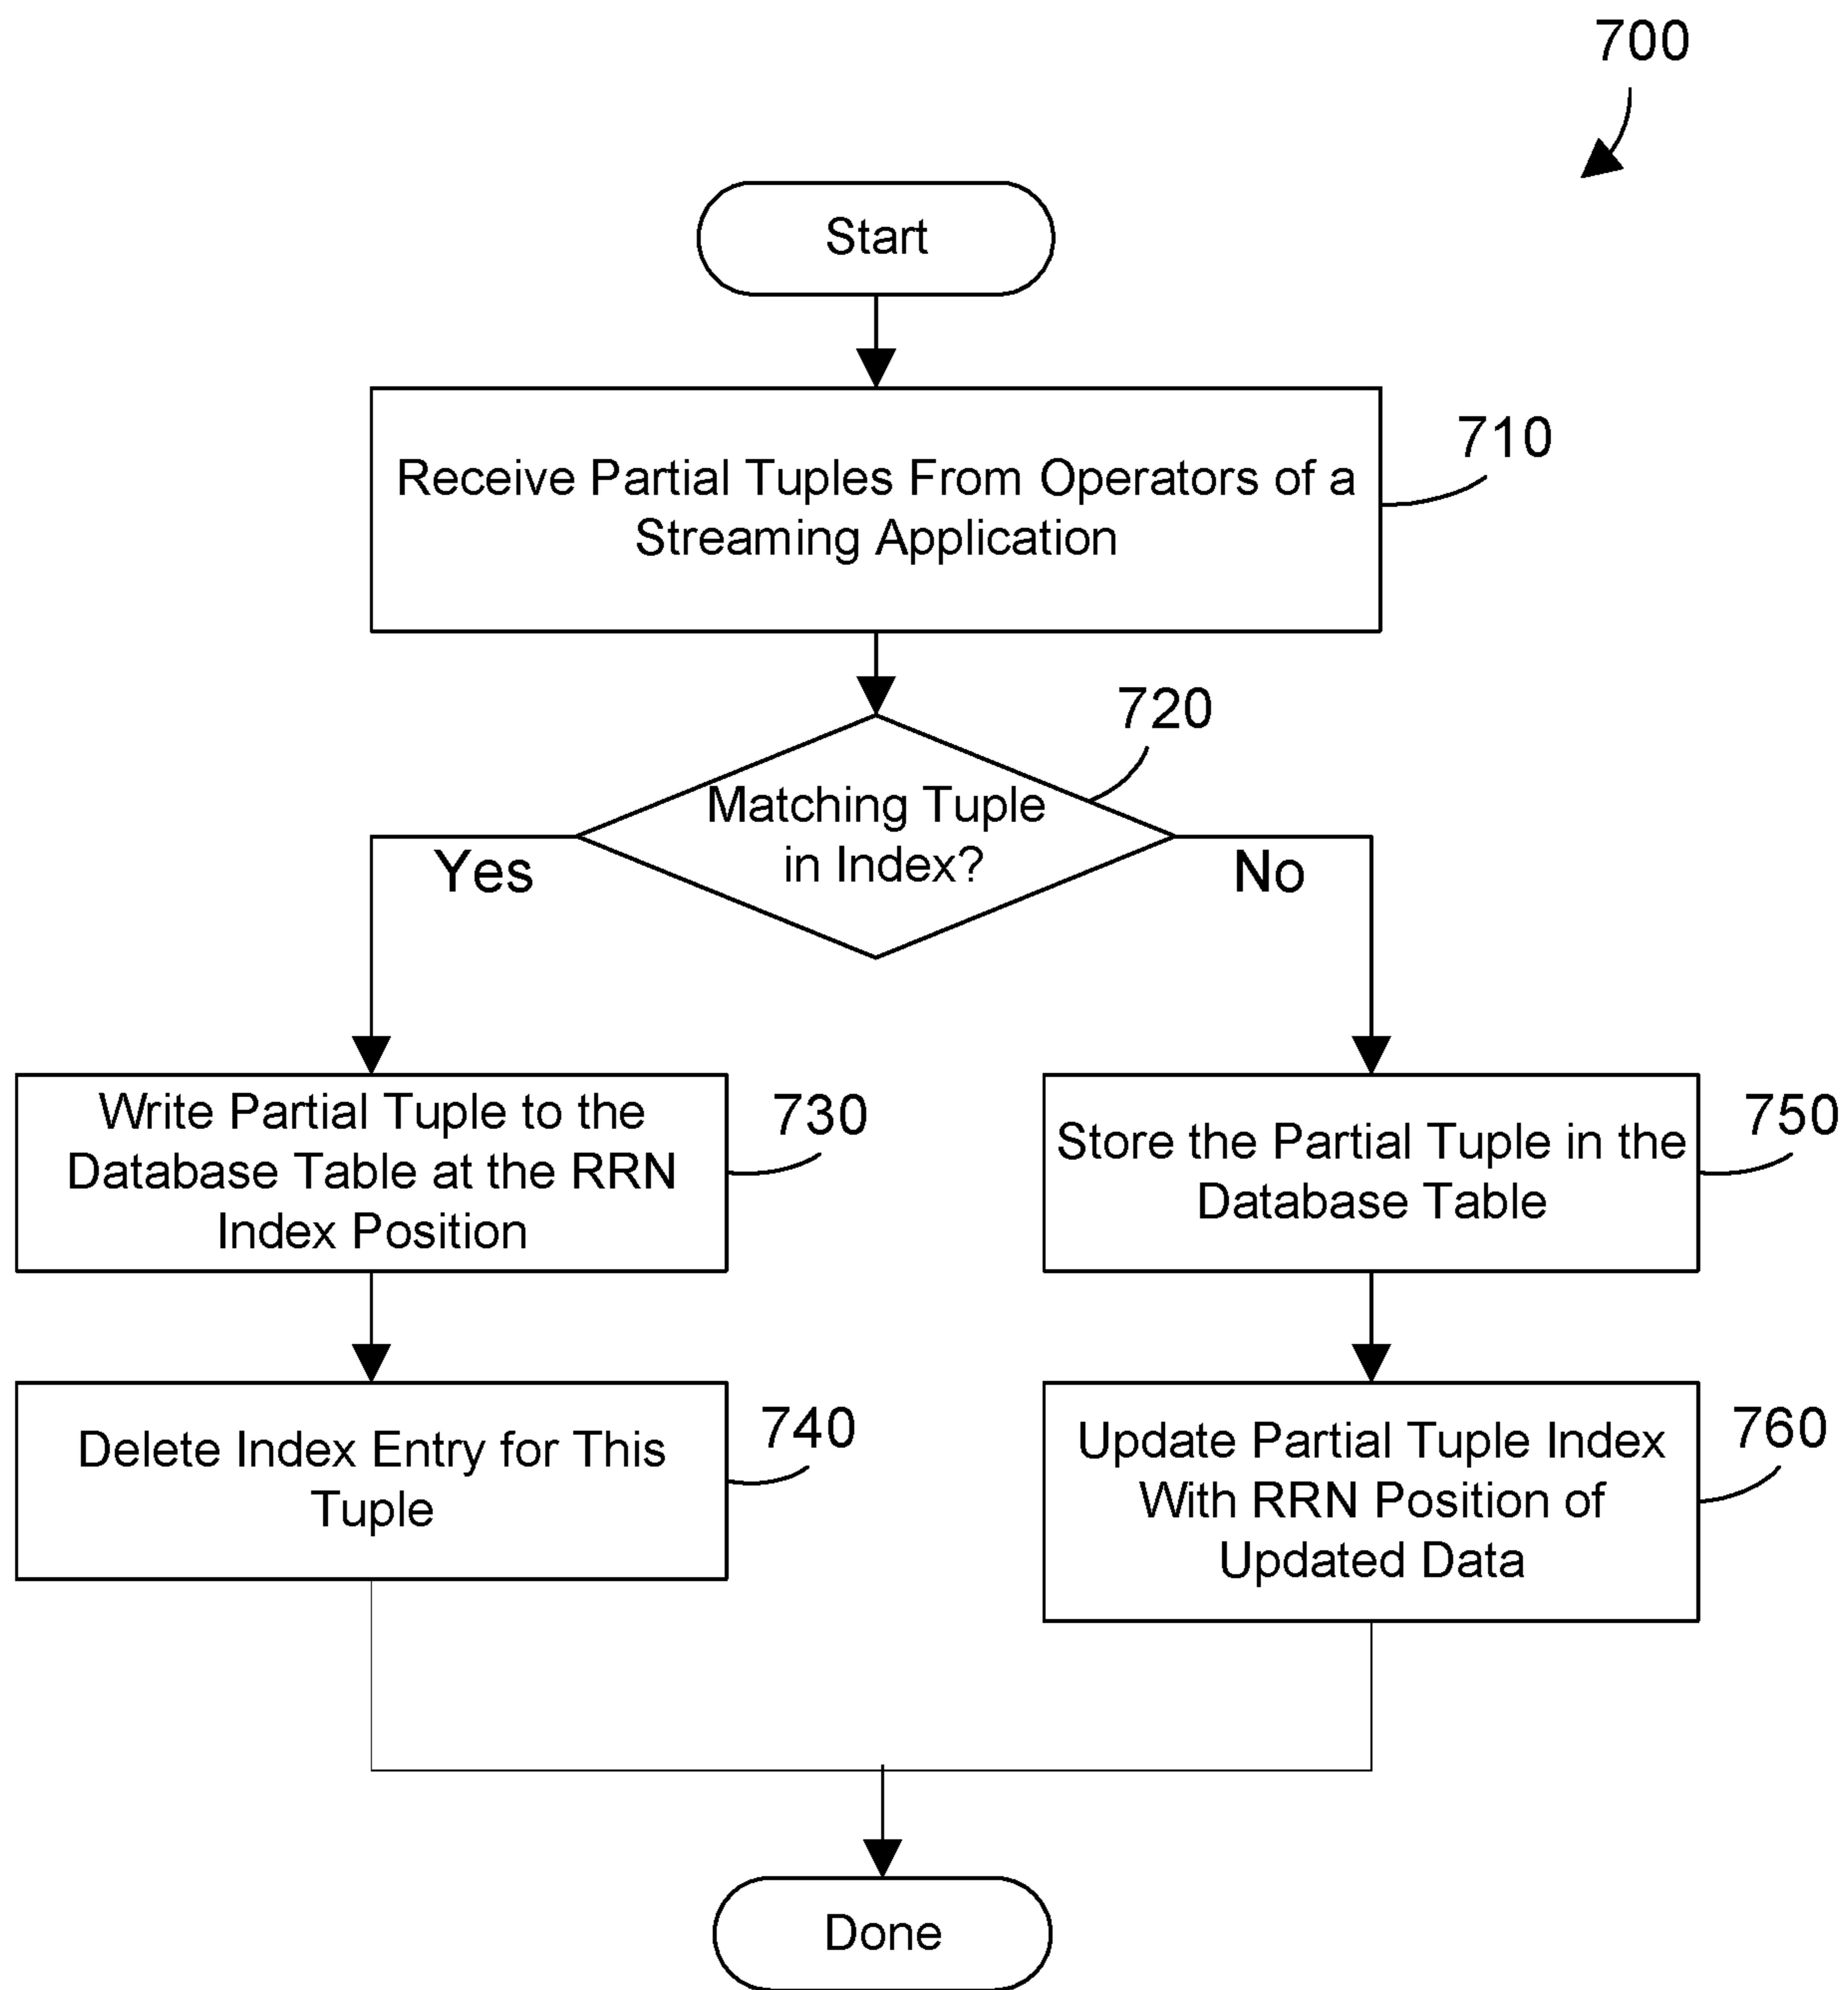 700
Start
Receive Partial Tuples From Operators of a
Streaming Application
710
720
Matching Tuple
in Index?
Yes
No
Write Partial Tuple to the
Database Table at the RRN
Index Position
730
Store the Partial Tuple in the
Database Table
750
Delete Index Entry for This
Tuple
740
Update Partial Tuple Index
With RRN Position of
Updated Data
760
Done